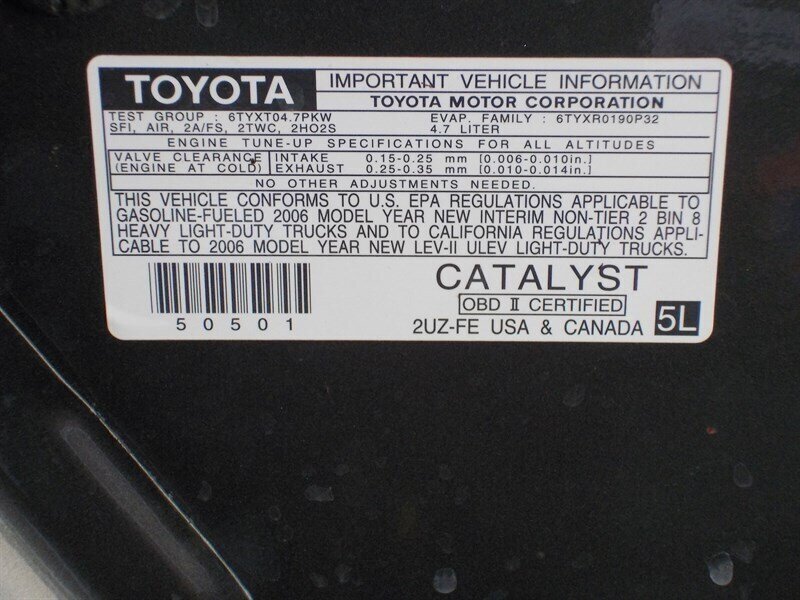 TOYOTA IMPORTANT VEHICLE INFORMATION
TOYOTA MOTOR CORPORATION
TEST GROUP : 6TYXT04.7PKW EVAP. FAMILY : 6TYXR0190P32
SFI, AIR, 2A/FS, 2TWC, 2HO2S 4.7 LITER
ENGINE TUNE-UP SPECIFICATIONS FOR ALL ALTITUDES
VALVE CLEARANCE INTAKE 0.15-0.25 mm [0.006-0.010in.]
(ENGINE AT COLD) EXHAUST 0.25-0.35 mm [0.010-0.014in.]
NO OTHER ADJUSTMENTS NEEDED.
THIS VEHICLE CONFORMS TO U.S. EPA REGULATIONS APPLICABLE TO
GASOLINE-FUELED 2006 MODEL YEAR NEW INTERIM NON-TIER 2 BIN 8
HEAVY LIGHT-DUTY TRUCKS AND TO CALIFORNIA REGULATIONS APPLI-
CABLE TO 2006 MODEL YEAR NEW LEV-II ULEV LIGHT-DUTY TRUCKS.
CATALYST
OBD II CERTIFIED
50501 2UZ-FE USA & CANADA 5L